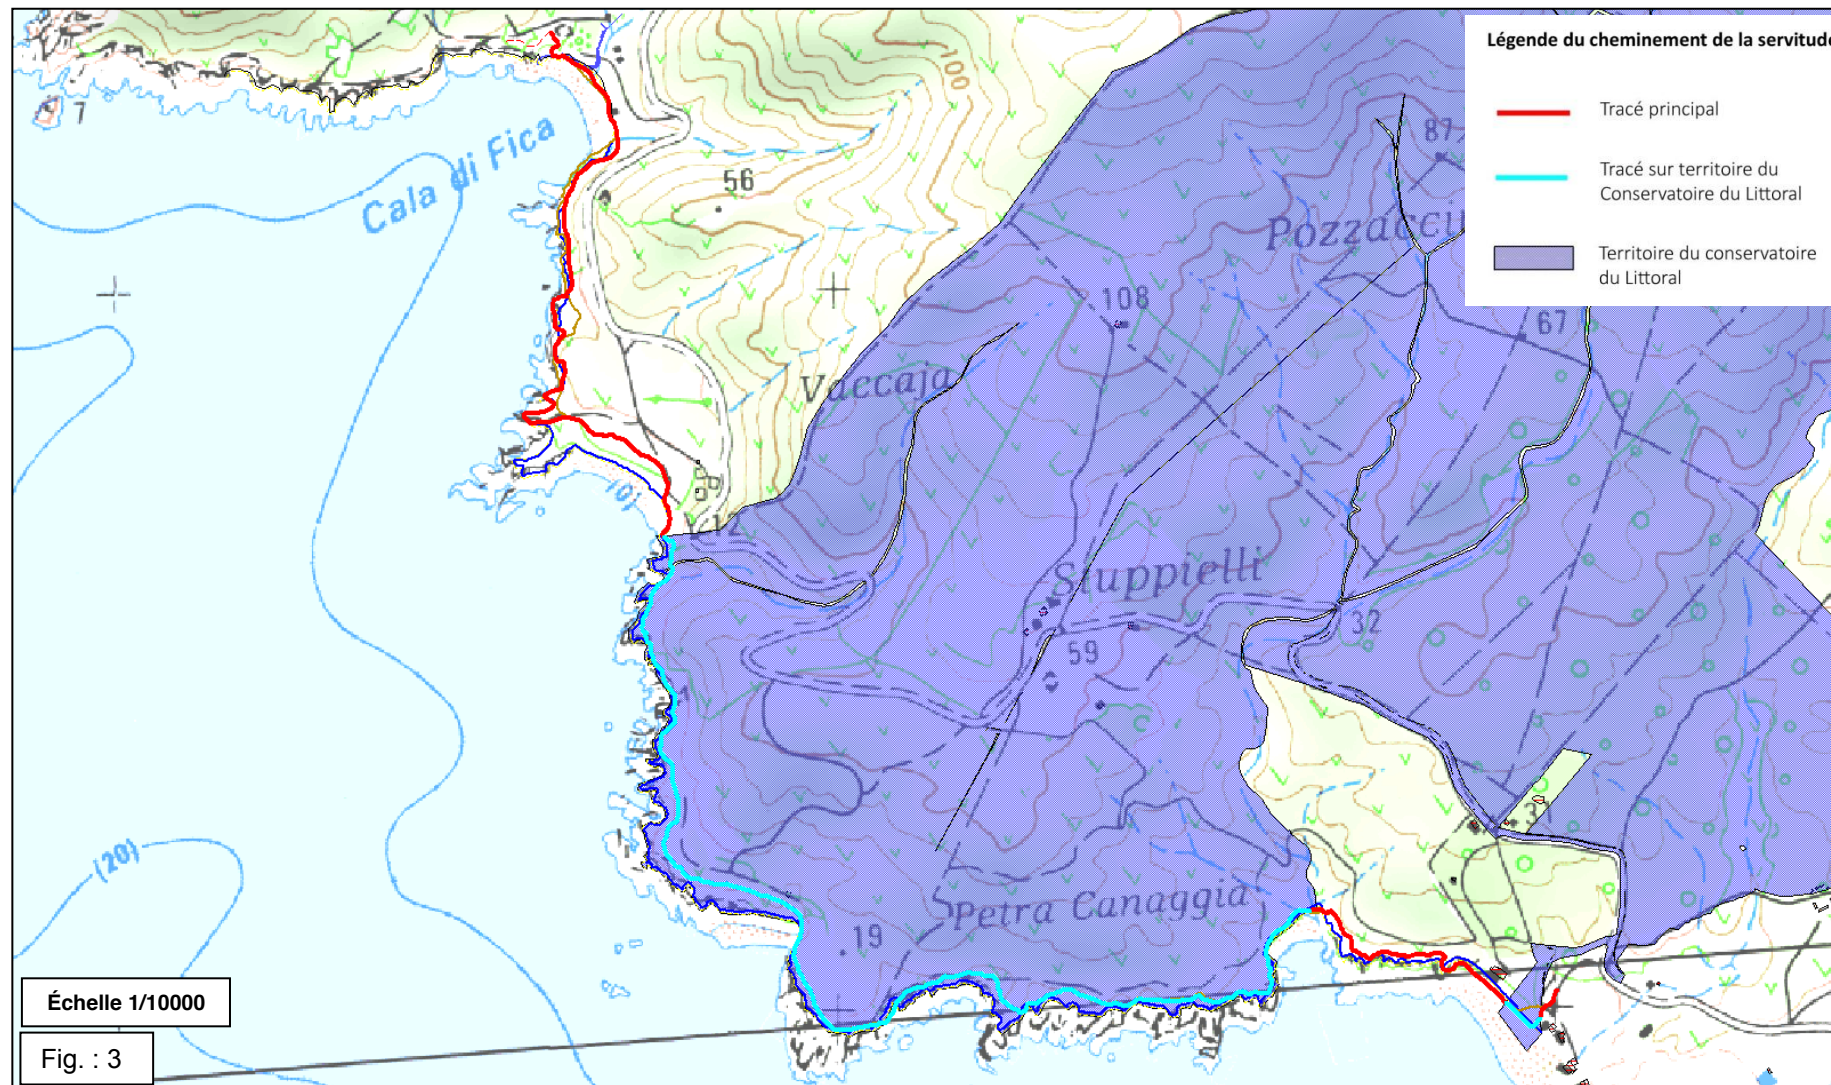 Légende du cheminement de la servitude
Tracé principal
Tracé sur territoire du
Conservatoire du Littoral
Territoire du conservatoire
du Littoral
7
Cala di Fica
100
56
87
108
67
Vaccaja
12
Stuppielli
32
59
(20)
Petra Canaggia
19
Échelle 1/10000
Fig. : 3